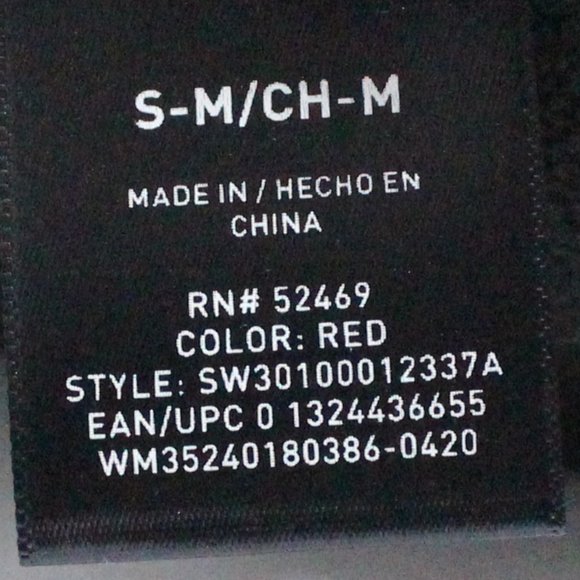 S-M/CH-M
MADE IN / HECHO EN
CHINA
RN# 52469
COLOR: RED
STYLE: SW30100012337A
EAN/UPC 0 1324436655
WM35240180386-0420